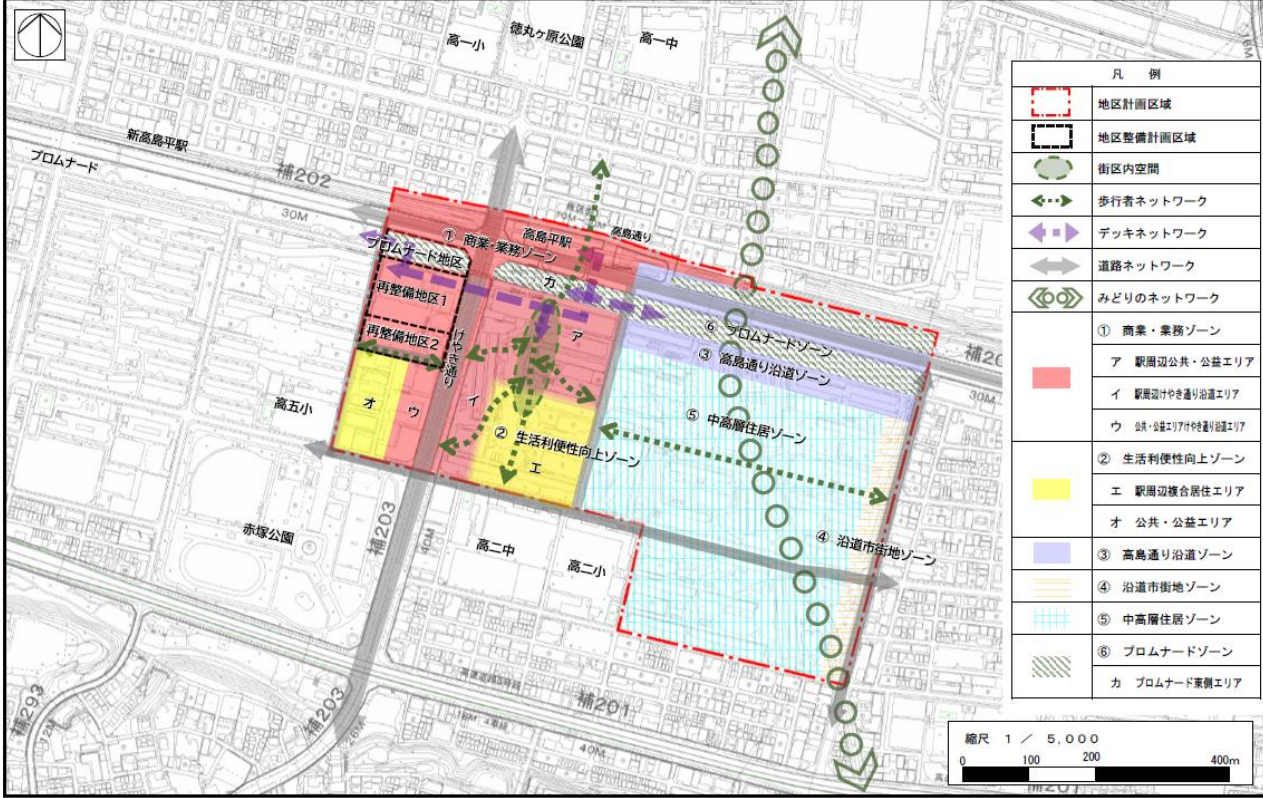 高一小
徳丸ヶ原公園
高一中
新高島平駅
プロムナード
補202
30M
高島平駅
高島通り
① 商業・業務ゾーン
プロムナード地区
再整備地区1
再整備地区2
けやき通り
カ
ア
イ
ウ
オ
エ
② 生活利便性向上ゾーン
⑥ プロムナードゾーン
③ 高島通り沿道ゾーン
⑤ 中高層住居ゾーン
④ 沿道市街地ゾーン
補20
30M
高五小
赤塚公園
補203
40M
高二中
高二小
補201
40M
補203
26M
補293
12M
凡 例
地区計画区域
地区整備計画区域
街区内空間
歩行者ネットワーク
デッキネットワーク
道路ネットワーク
みどりのネットワーク
① 商業・業務ゾーン
ア 駅周辺公共・公益エリア
イ 駅周辺けやき通り沿道エリア
ウ 公共・公益エリアけやき通り沿道エリア
② 生活利便性向上ゾーン
エ 駅周辺複合居住エリア
オ 公共・公益エリア
③ 高島通り沿道ゾーン
④ 沿道市街地ゾーン
⑤ 中高層住居ゾーン
⑥ プロムナードゾーン
カ プロムナード東側エリア
縮尺 1 / 5,000
0 100 200 400m